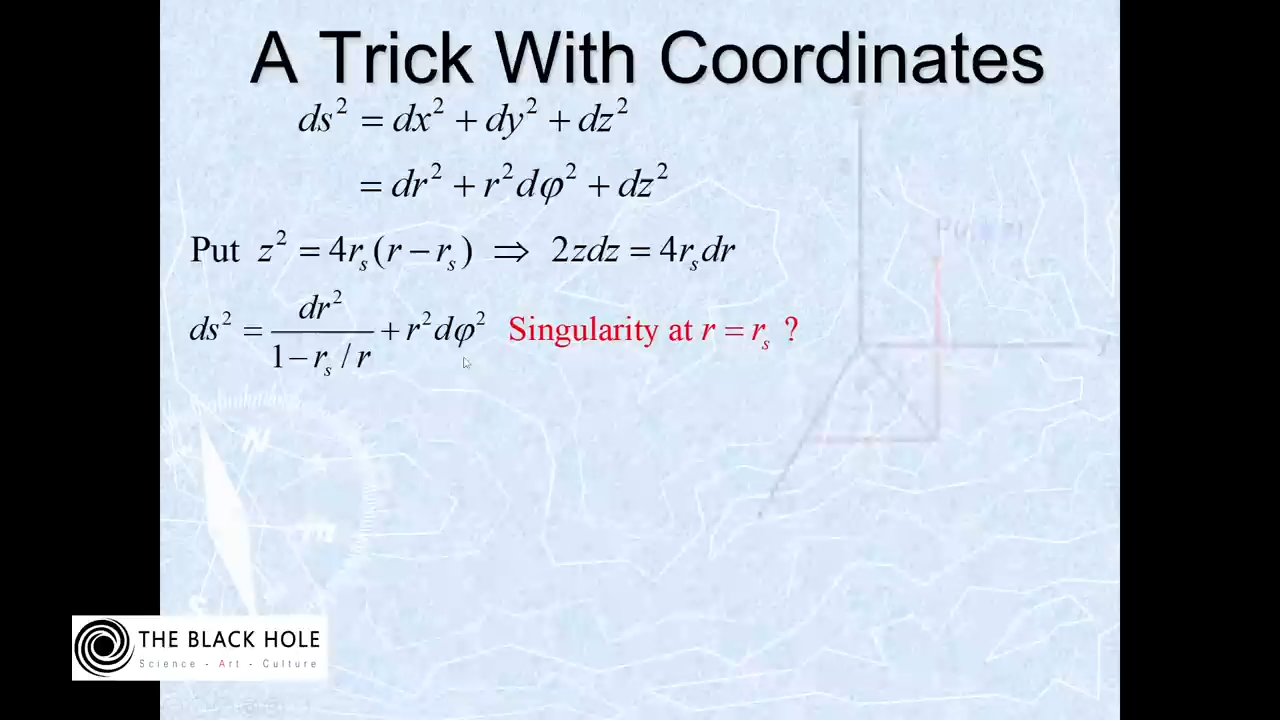 A Trick With Coordinates
ds² = dx² + dy² + dz²
= dr² + r²dφ² + dz²
Put z² = 4rₛ(r − rₛ) ⇒ 2zdz = 4rₛdr
ds² = dr² / (1 − rₛ / r) + r²dφ² Singularity at r = rₛ ?
N
THE BLACK HOLE
Science - Art - Culture